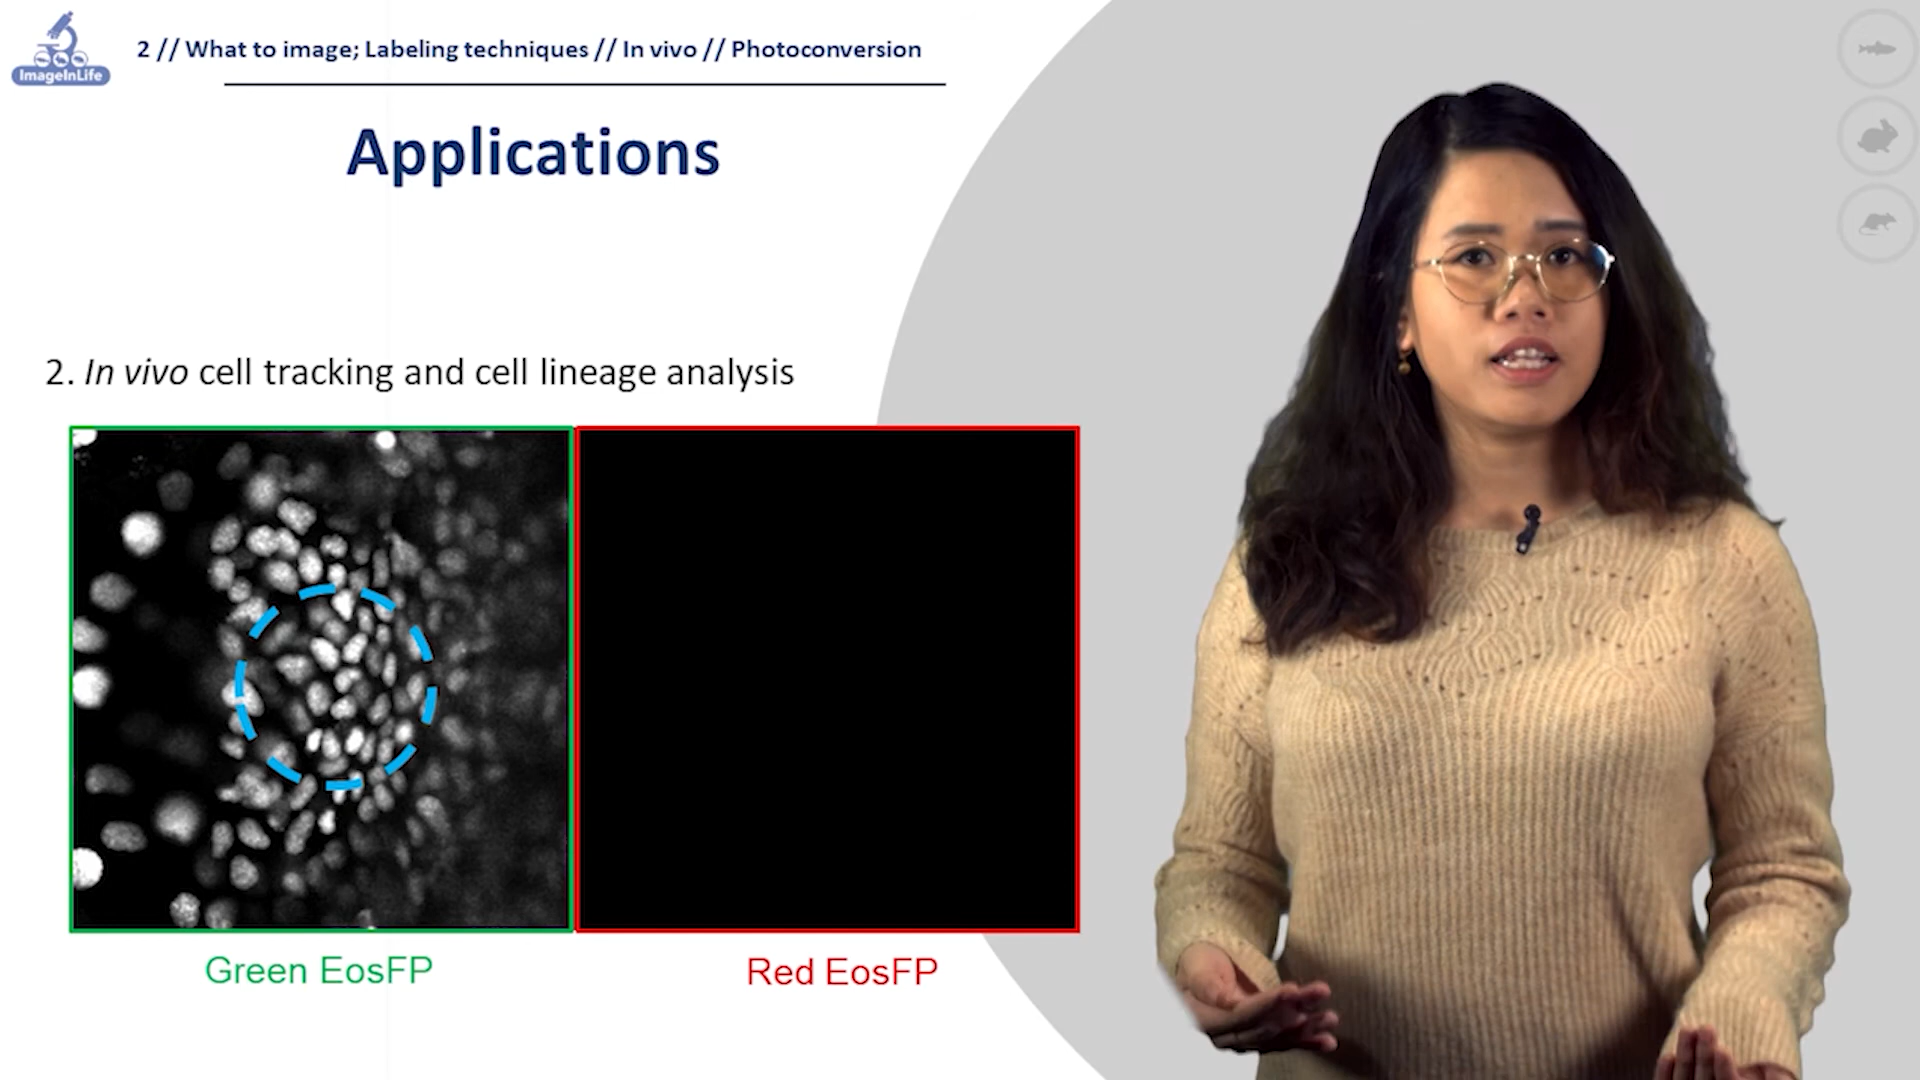 ImageInLife
2 // What to image; Labeling techniques // In vivo // Photoconversion
Applications
2. In vivo cell tracking and cell lineage analysis
Green EosFP
Red EosFP